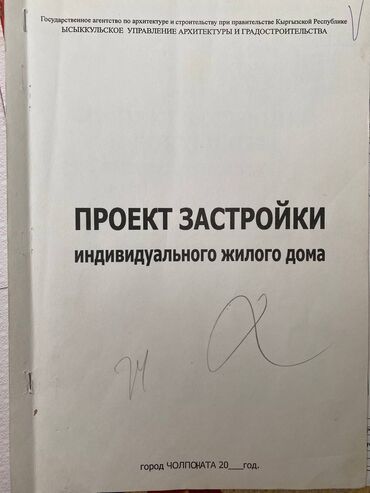 Государственное агентство по архитектуре и строительству при правительстве Кыргызской Республике
ЫСЫККУЛЬСКОЕ УПРАВЛЕНИЕ АРХИТЕКТУРЫ И ГРАДОСТРОИТЕЛЬСТВА
ПРОЕКТ ЗАСТРОЙКИ
индивидуального жилого дома
город ЧОЛПОНАТА 20___год.